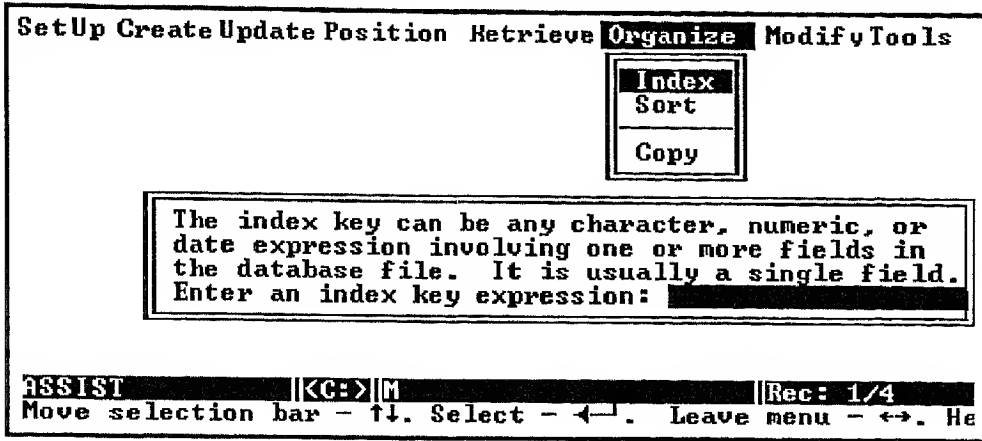 SetUp Create Update Position Retrieve Organize Modify Tools
Index
Sort
Copy
The index key can be any character, numeric, or
date expression involving one or more fields in
the database file. It is usually a single field.
Enter an index key expression:
ASSIST ||<C:>||M ||Rec: 1/4
Move selection bar - ↑↓. Select - ◄─┘. Leave menu - ↔. He